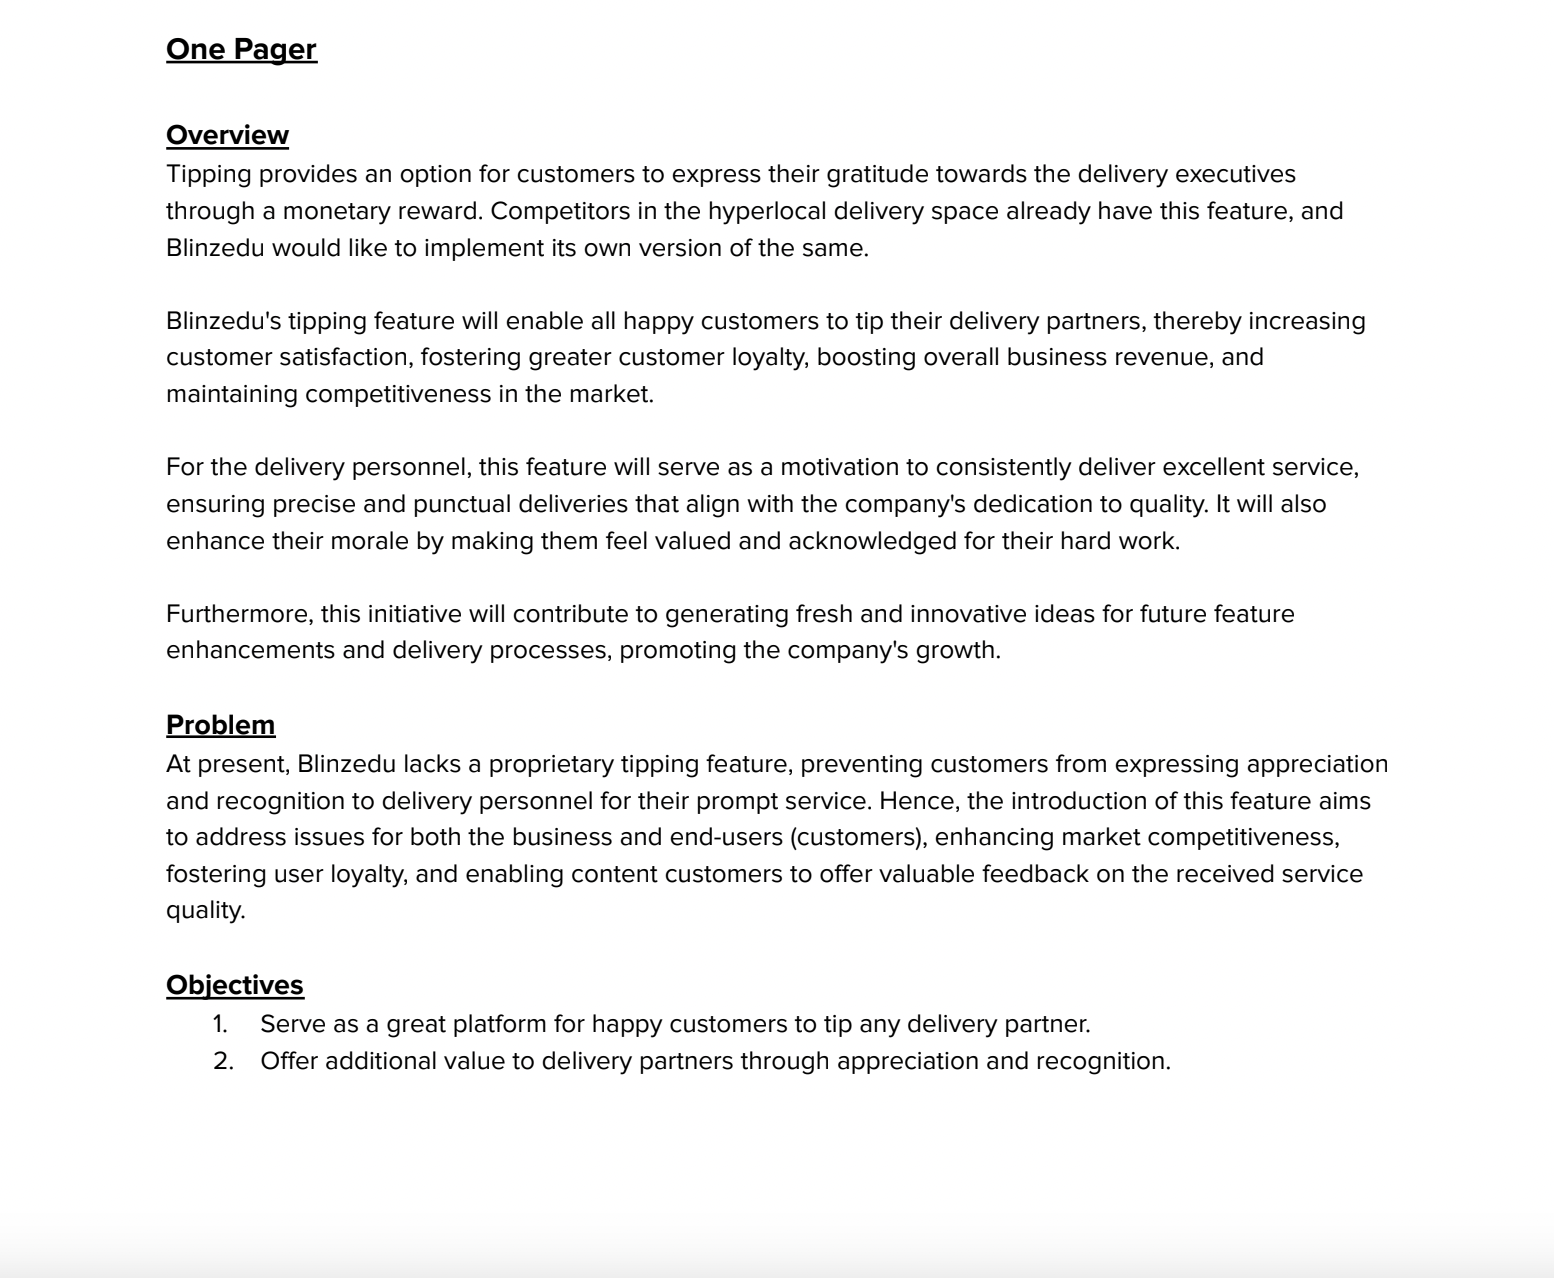 One Pager
Overview
Tipping provides an option for customers to express their gratitude towards the delivery executives
through a monetary reward. Competitors in the hyperlocal delivery space already have this feature, and
Blinzedu would like to implement its own version of the same.
Blinzedu's tipping feature will enable all happy customers to tip their delivery partners, thereby increasing
customer satisfaction, fostering greater customer loyalty, boosting overall business revenue, and
maintaining competitiveness in the market.
For the delivery personnel, this feature will serve as a motivation to consistently deliver excellent service,
ensuring precise and punctual deliveries that align with the company's dedication to quality. It will also
enhance their morale by making them feel valued and acknowledged for their hard work.
Furthermore, this initiative will contribute to generating fresh and innovative ideas for future feature
enhancements and delivery processes, promoting the company's growth.
Problem
At present, Blinzedu lacks a proprietary tipping feature, preventing customers from expressing appreciation
and recognition to delivery personnel for their prompt service. Hence, the introduction of this feature aims
to address issues for both the business and end-users (customers), enhancing market competitiveness,
fostering user loyalty, and enabling content customers to offer valuable feedback on the received service
quality.
Objectives
1. Serve as a great platform for happy customers to tip any delivery partner.
2. Offer additional value to delivery partners through appreciation and recognition.